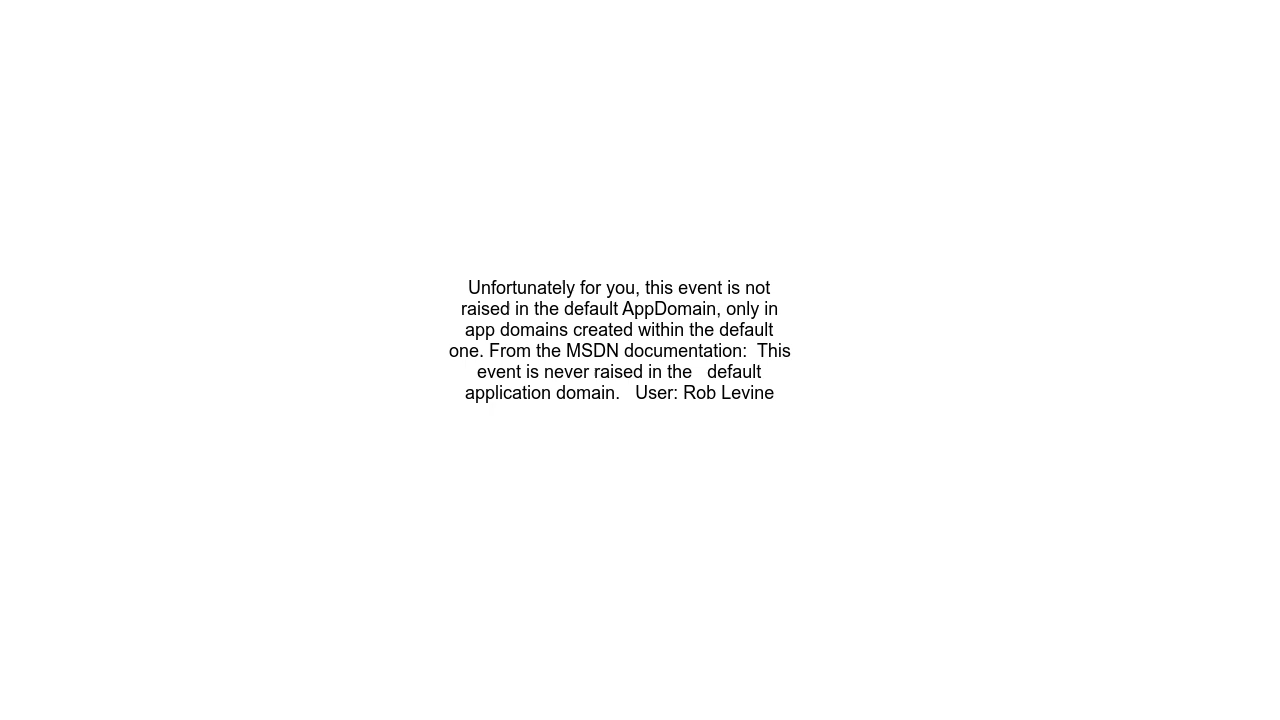 Unfortunately for you, this event is not
raised in the default AppDomain, only in
app domains created within the default
one. From the MSDN documentation:  This
event is never raised in the   default
application domain.   User: Rob Levine